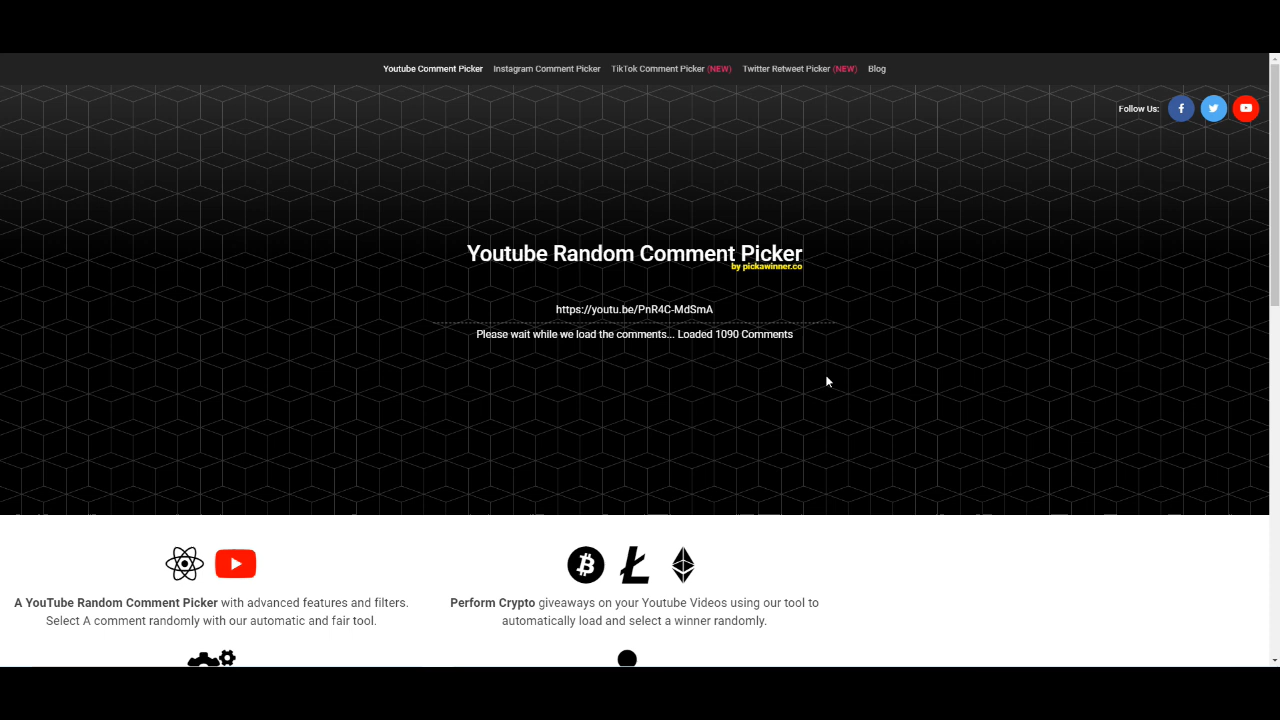 Youtube Comment Picker Instagram Comment Picker TikTok Comment Picker (NEW) Twitter Retweet Picker (NEW) Blog
Follow Us:
Youtube Random Comment Picker
by pickawinner.co
https://youtu.be/PnR4C-MdSmA
Please wait while we load the comments... Loaded 1090 Comments
A YouTube Random Comment Picker with advanced features and filters.
Select A comment randomly with our automatic and fair tool.
Perform Crypto giveaways on your Youtube Videos using our tool to
automatically load and select a winner randomly.